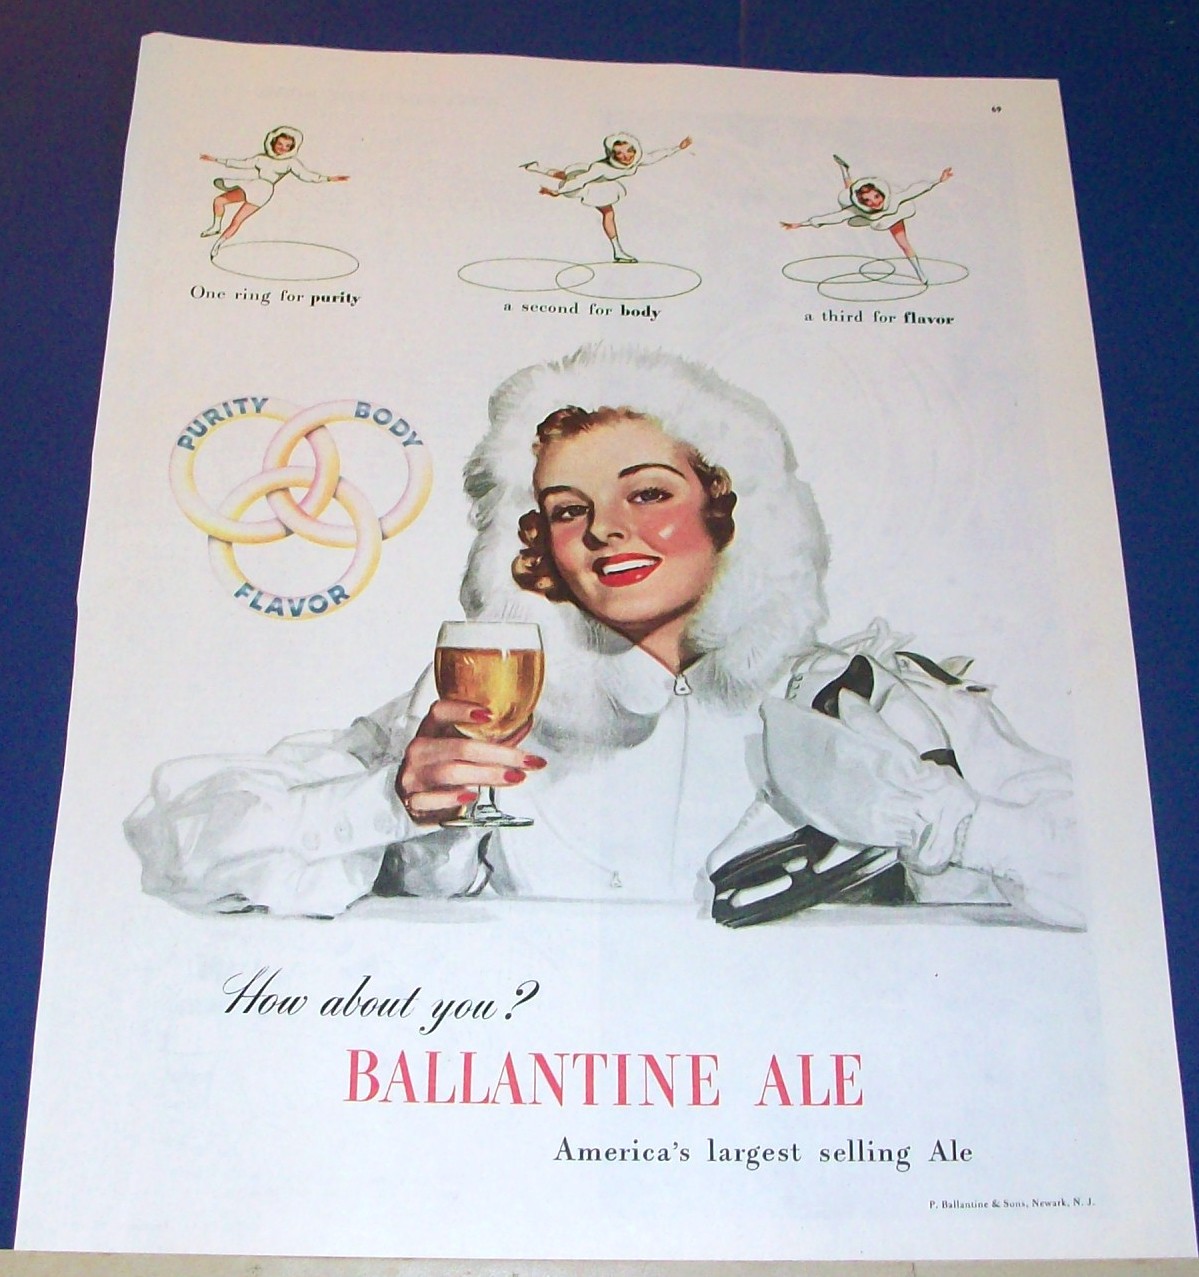 69
One ring for purity
a second for body
a third for flavor
PURITY
BODY
FLAVOR
How about you?
BALLANTINE ALE
America's largest selling Ale
P. Ballantine & Sons, Newark, N. J.